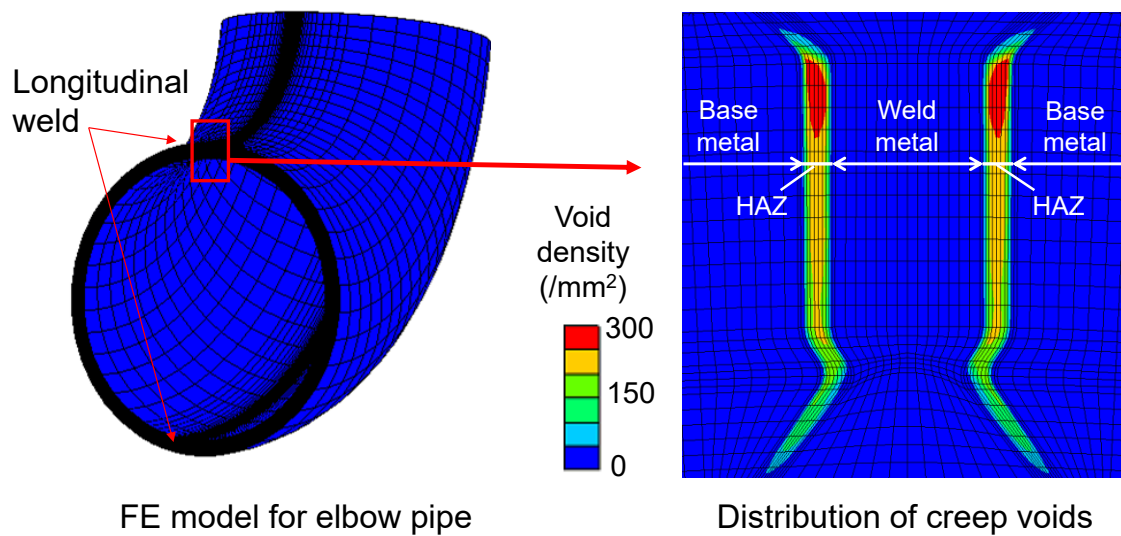 Longitudinal
weld
Void
density
(/mm²)
300
150
0
Base
metal
Weld
metal
Base
metal
HAZ
HAZ
FE model for elbow pipe
Distribution of creep voids